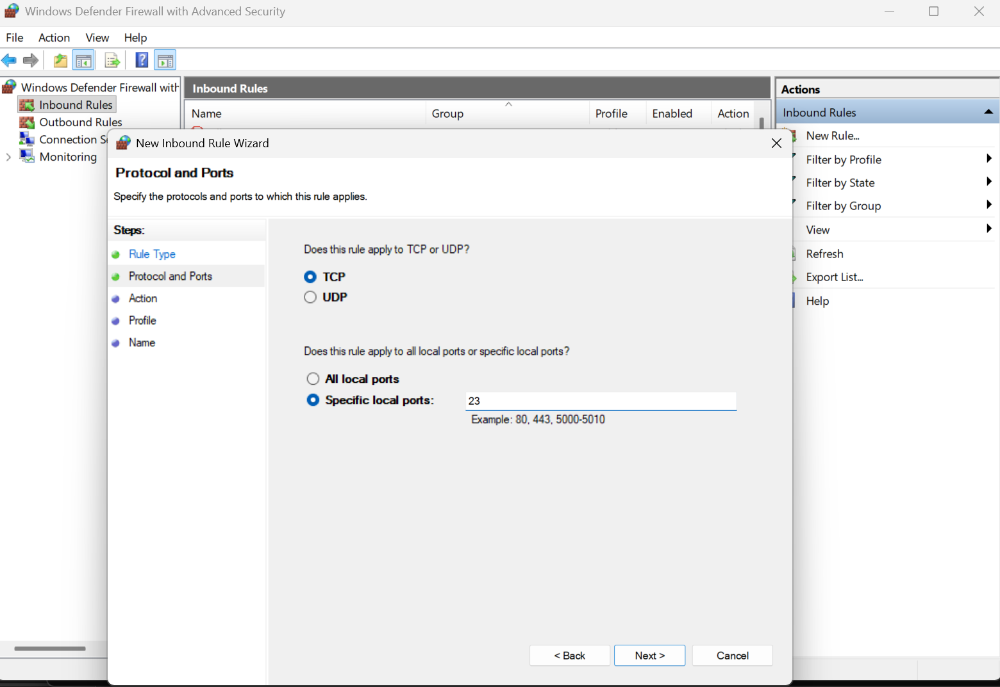 Windows Defender Firewall with Advanced Security
File Action View Help
Windows Defender Firewall with
Inbound Rules
Outbound Rules
Connection
Monitoring
Inbound Rules
Name Group Profile Enabled Action
Actions
Inbound Rules
New Rule...
Filter by Profile
Filter by State
Filter by Group
View
Refresh
Export List...
Help
New Inbound Rule Wizard
Protocol and Ports
Specify the protocols and ports to which this rule applies.
Steps:
Rule Type
Protocol and Ports
Action
Profile
Name
Does this rule apply to TCP or UDP?
TCP
UDP
Does this rule apply to all local ports or specific local ports?
All local ports
Specific local ports: 23
Example: 80, 443, 5000-5010
< Back Next > Cancel